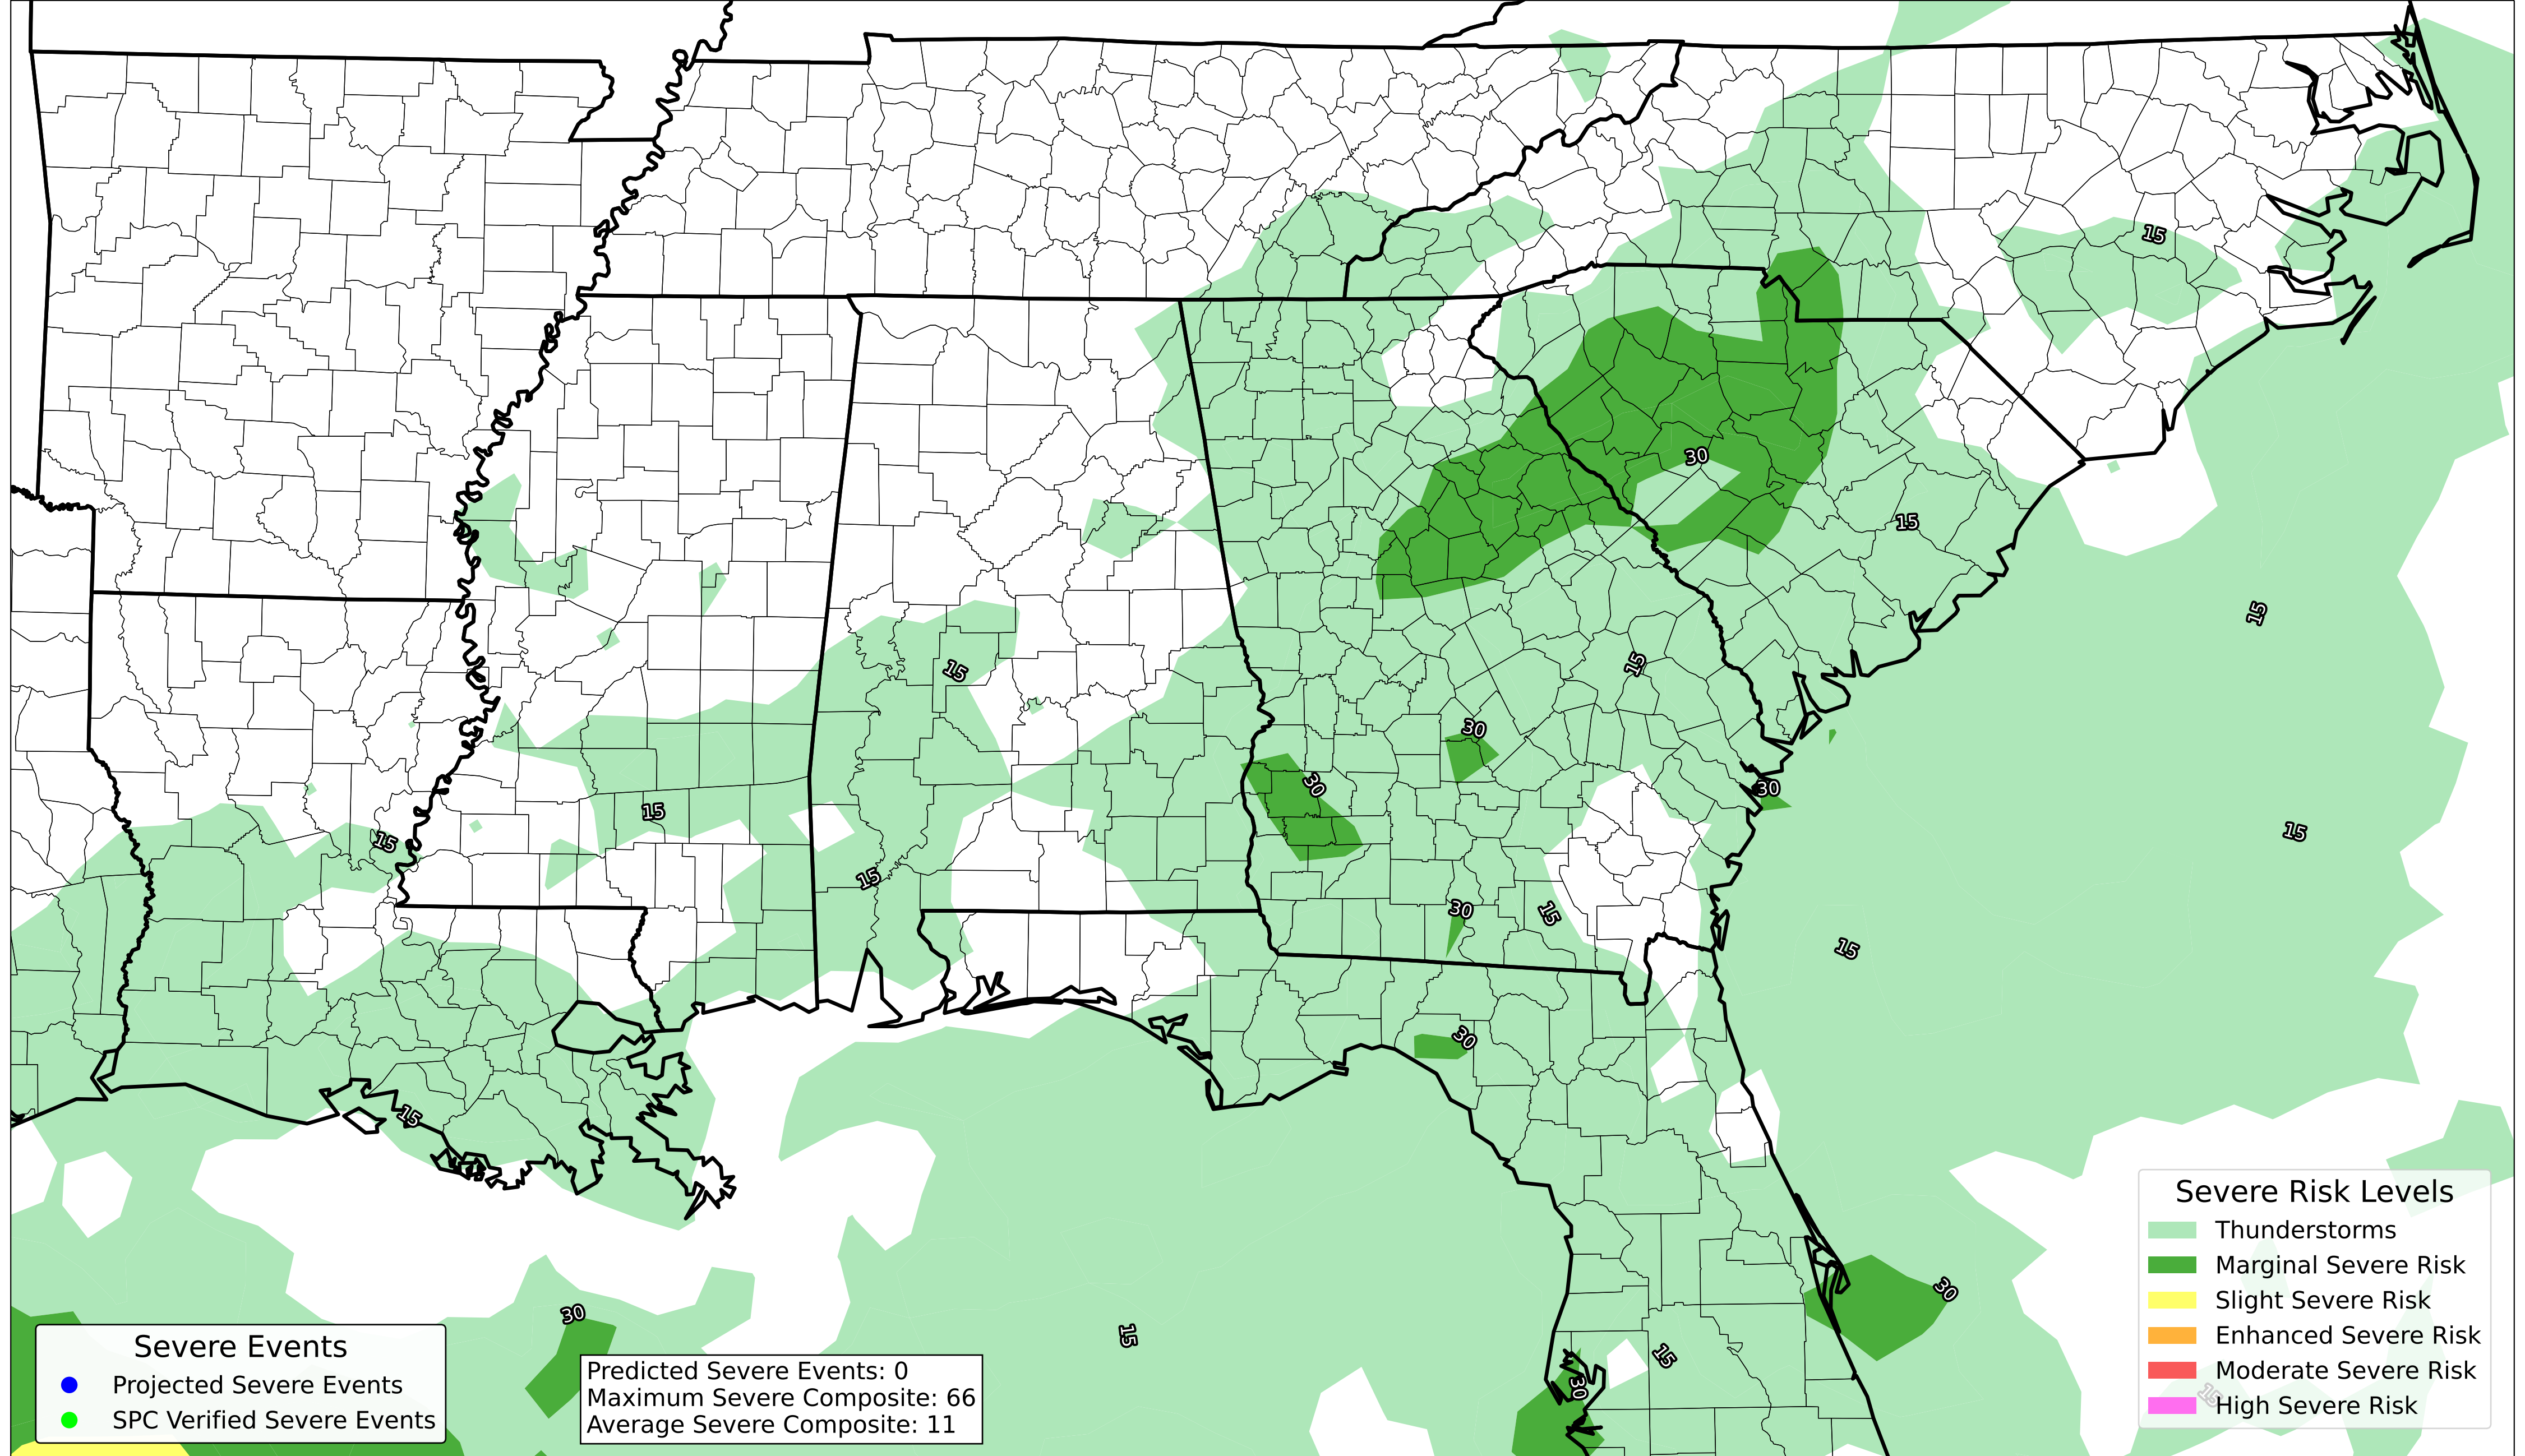 15
30
15
15
15
15
30
30
15
30
15
15
15
30
15
15
30
15
30
15
30
30
15
15
30
15
Severe Risk Levels
Thunderstorms
Marginal Severe Risk
Slight Severe Risk
Enhanced Severe Risk
Moderate Severe Risk
High Severe Risk
Severe Events
Projected Severe Events
SPC Verified Severe Events
Predicted Severe Events: 0
Maximum Severe Composite: 66
Average Severe Composite: 11